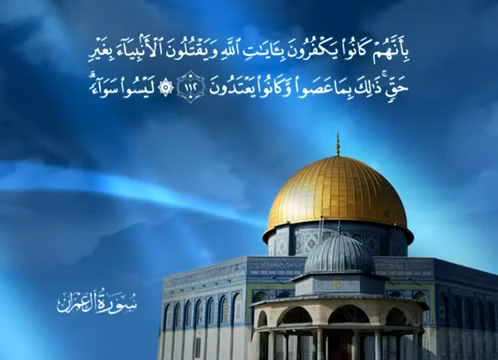 بِأَنَّهُمْ كَانُوا۟ يَكْفُرُونَ بِـَٔايَـٰتِ ٱللَّهِ وَيَقْتُلُونَ ٱلْأَنۢبِيَآءَ بِغَيْرِ
حَقٍّۢ ۚ ذَٰلِكَ بِمَا عَصَوا۟ وَّكَانُوا۟ يَعْتَدُونَ ١١٢ ۞ لَيْسُوا۟ سَوَآءًۭ ۗ
سُورَةُ آلِ عِمْرَان